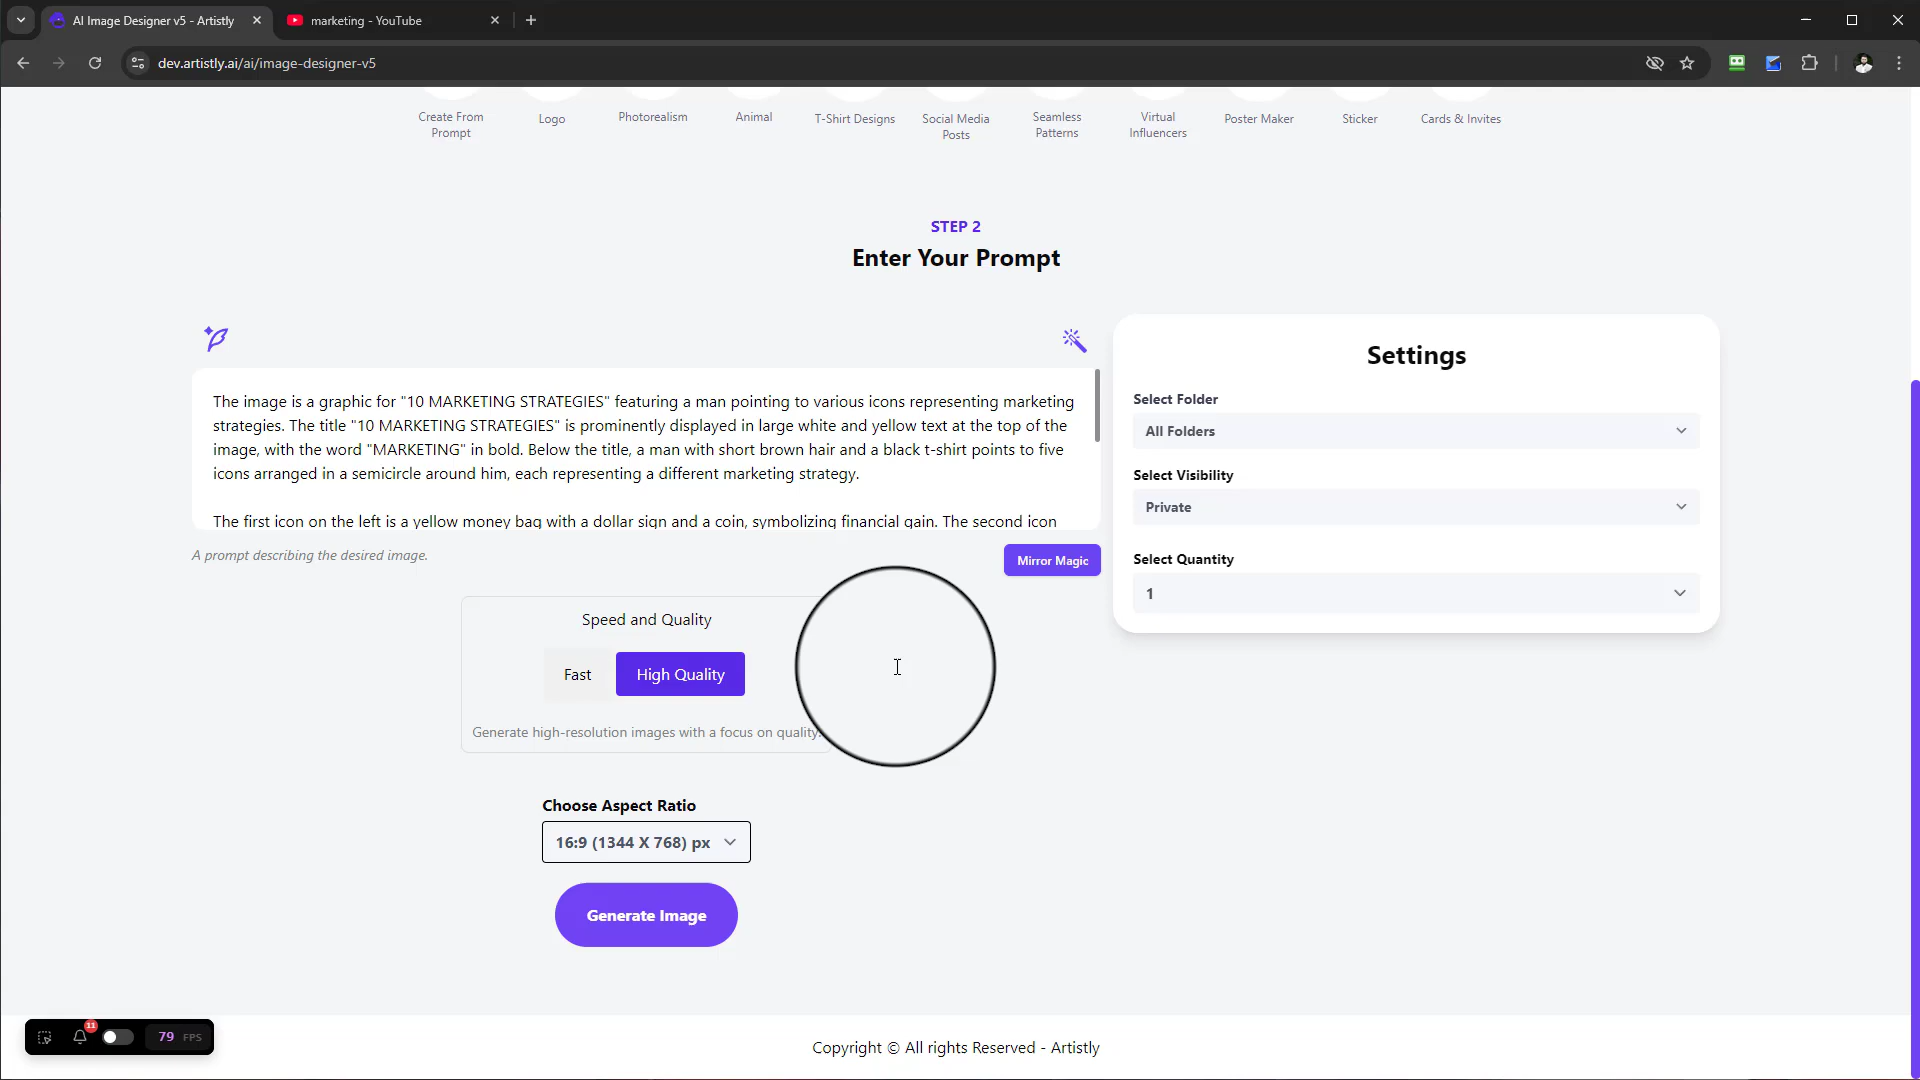 AI Image Designer v5 - Artistly
marketing - YouTube
dev.artistly.ai/ai/image-designer-v5
Create From
Prompt
Logo
Photorealism
Animal
T-Shirt Designs
Social Media
Posts
Seamless
Patterns
Virtual
Influencers
Poster Maker
Sticker
Cards & Invites
STEP 2
Enter Your Prompt
The image is a graphic for "10 MARKETING STRATEGIES" featuring a man pointing to various icons representing marketing
strategies. The title "10 MARKETING STRATEGIES" is prominently displayed in large white and yellow text at the top of the
image, with the word "MARKETING" in bold. Below the title, a man with short brown hair and a black t-shirt points to five
icons arranged in a semicircle around him, each representing a different marketing strategy.
The first icon on the left is a yellow money bag with a dollar sign and a coin, symbolizing financial gain. The second icon
A prompt describing the desired image.
Mirror Magic
Speed and Quality
Fast
High Quality
Generate high-resolution images with a focus on quality.
Choose Aspect Ratio
16:9 (1344 X 768) px
Generate Image
Settings
Select Folder
All Folders
Select Visibility
Private
Select Quantity
1
11
79 FPS
Copyright © All rights Reserved - Artistly